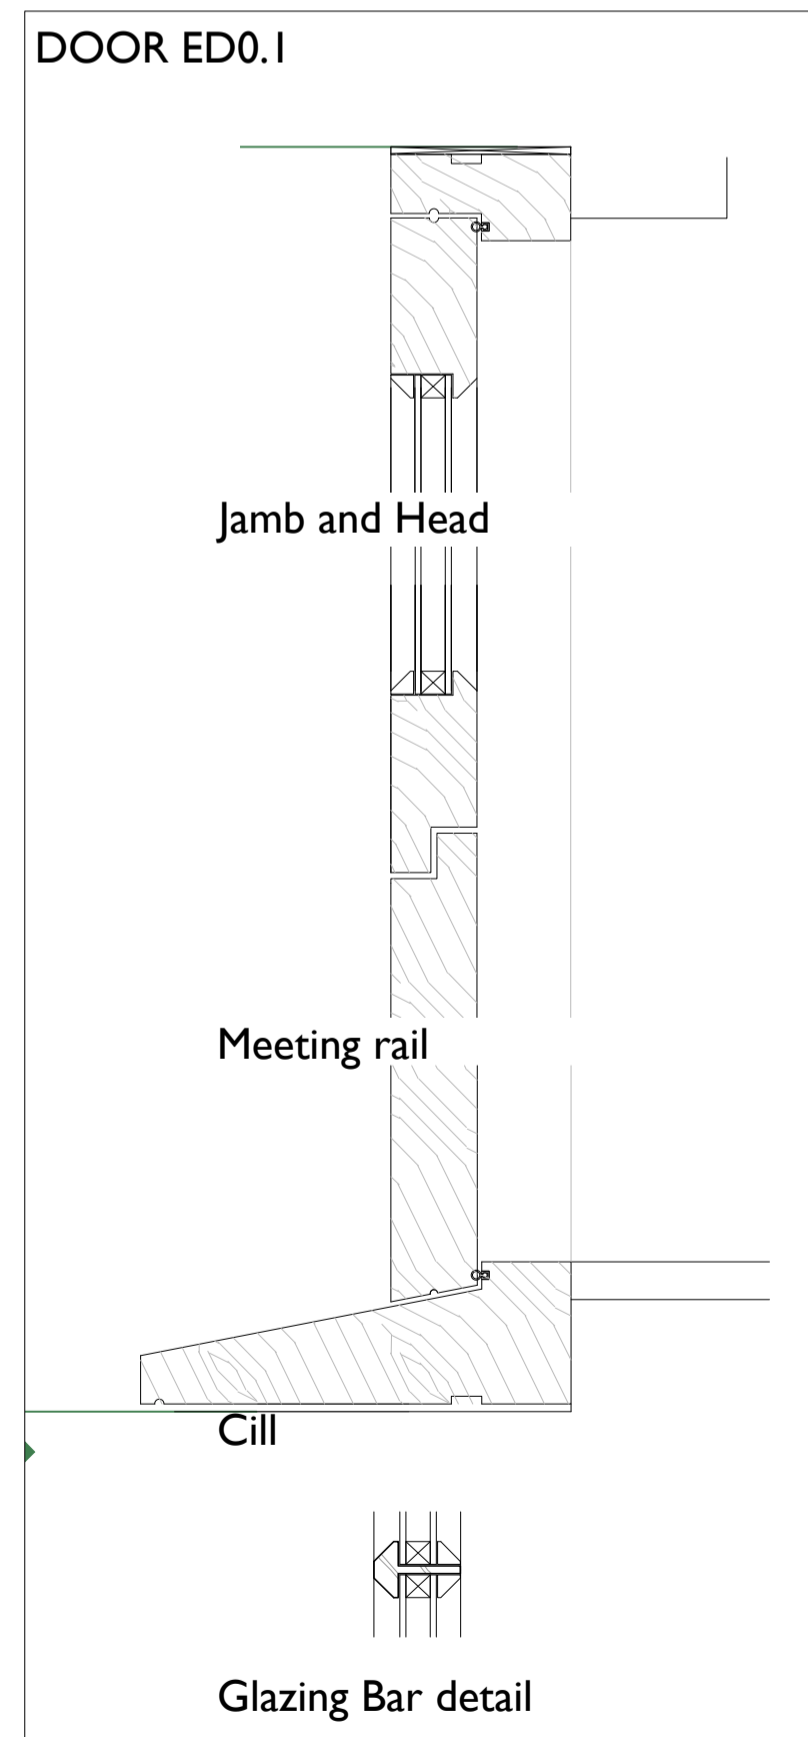 DOOR ED0.1
Jamb and Head
Meeting rail
Cill
Glazing Bar detail